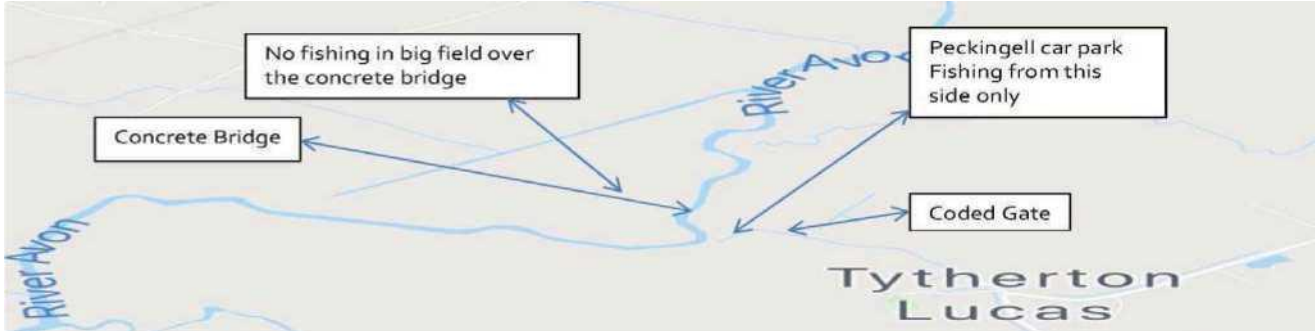 No fishing in big field over
the concrete bridge
Peckingell car park
Fishing from this
side only
River Avon
Concrete Bridge
Coded Gate
River Avon
Tytherton
Lucas